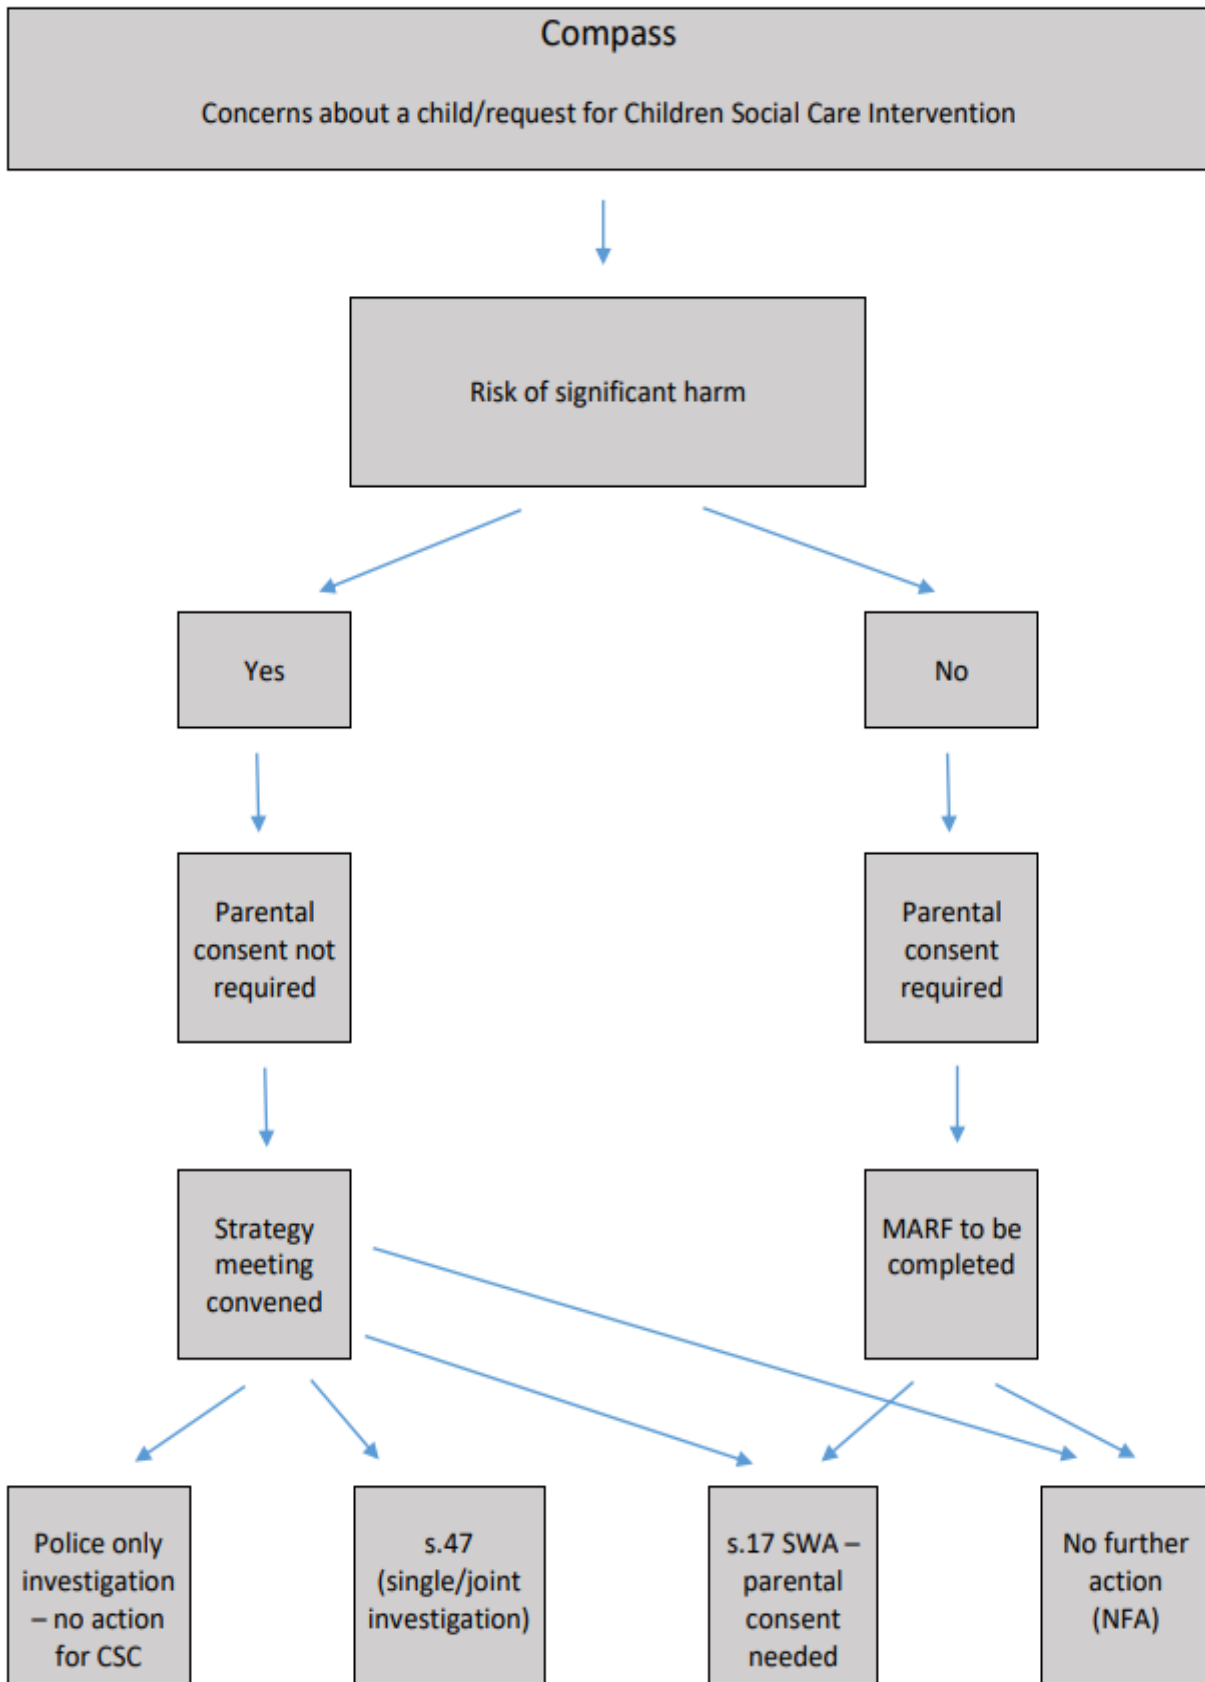 Compass
Concerns about a child/request for Children Social Care Intervention
Risk of significant harm
Yes
No
Parental
consent not
required
Parental
consent
required
Strategy
meeting
convened
MARF to be
completed
Police only
investigation
– no action
for CSC
s.47
(single/joint
investigation)
s.17 SWA –
parental
consent
needed
No further
action
(NFA)